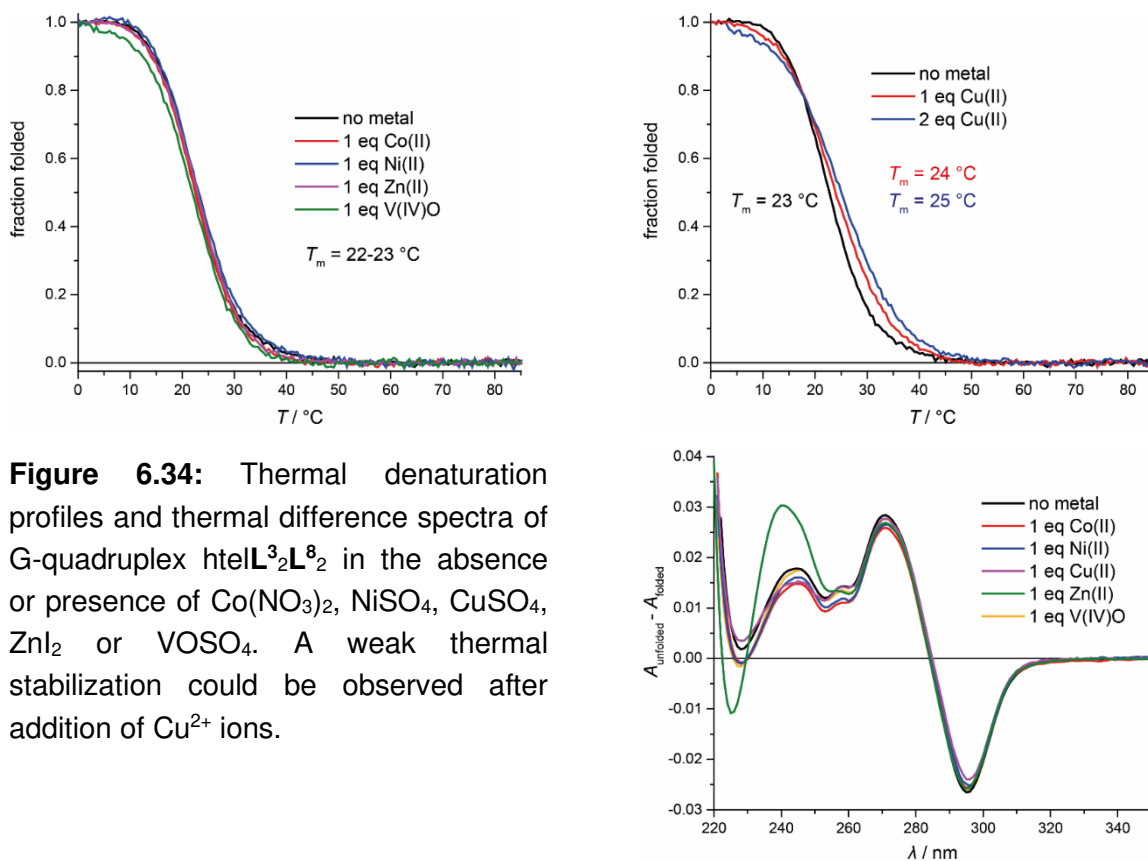 1.0
0.8
0.6
0.4
0.2
0.0
fraction folded
no metal
1 eq Co(II)
1 eq Ni(II)
1 eq Zn(II)
1 eq V(IV)O
Tm = 22-23 °C
0 10 20 30 40 50 60 70 80
T / °C
1.0
0.8
0.6
0.4
0.2
0.0
fraction folded
no metal
1 eq Cu(II)
2 eq Cu(II)
Tm = 24 °C
Tm = 23 °C
Tm = 25 °C
0 10 20 30 40 50 60 70 80
T / °C
Figure 6.34: Thermal denaturation
profiles and thermal difference spectra of
G-quadruplex htelL³₂L⁸₂ in the absence
or presence of Co(NO₃)₂, NiSO₄, CuSO₄,
ZnI₂ or VOSO₄. A weak thermal
stabilization could be observed after
addition of Cu²⁺ ions.
0.04
0.03
0.02
0.01
0.00
-0.01
-0.02
-0.03
Aunfolded - Afolded
no metal
1 eq Co(II)
1 eq Ni(II)
1 eq Cu(II)
1 eq Zn(II)
1 eq V(IV)O
220 240 260 280 300 320 340
λ / nm